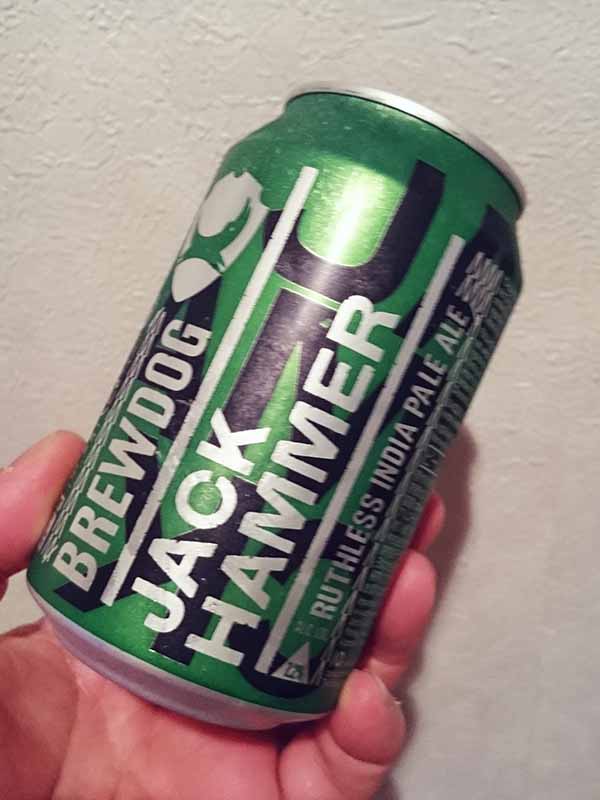 BREWDOG
JACK
HAMMER
RUTHLESS INDIA PALE ALE